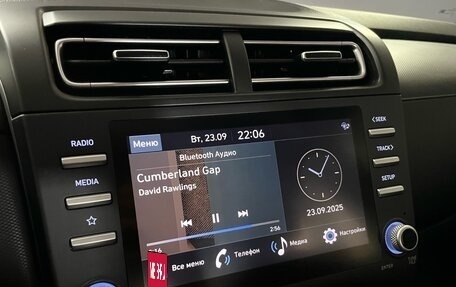 RADIO
MEDIA
Меню
Вт, 23.09
22:06
Bluetooth Аудио
Cumberland Gap
David Rawlings
2:56
23.09.2025
Все меню
Телефон
Медиа
Настройки
SEEK
TRACK
SETUP
ENTER